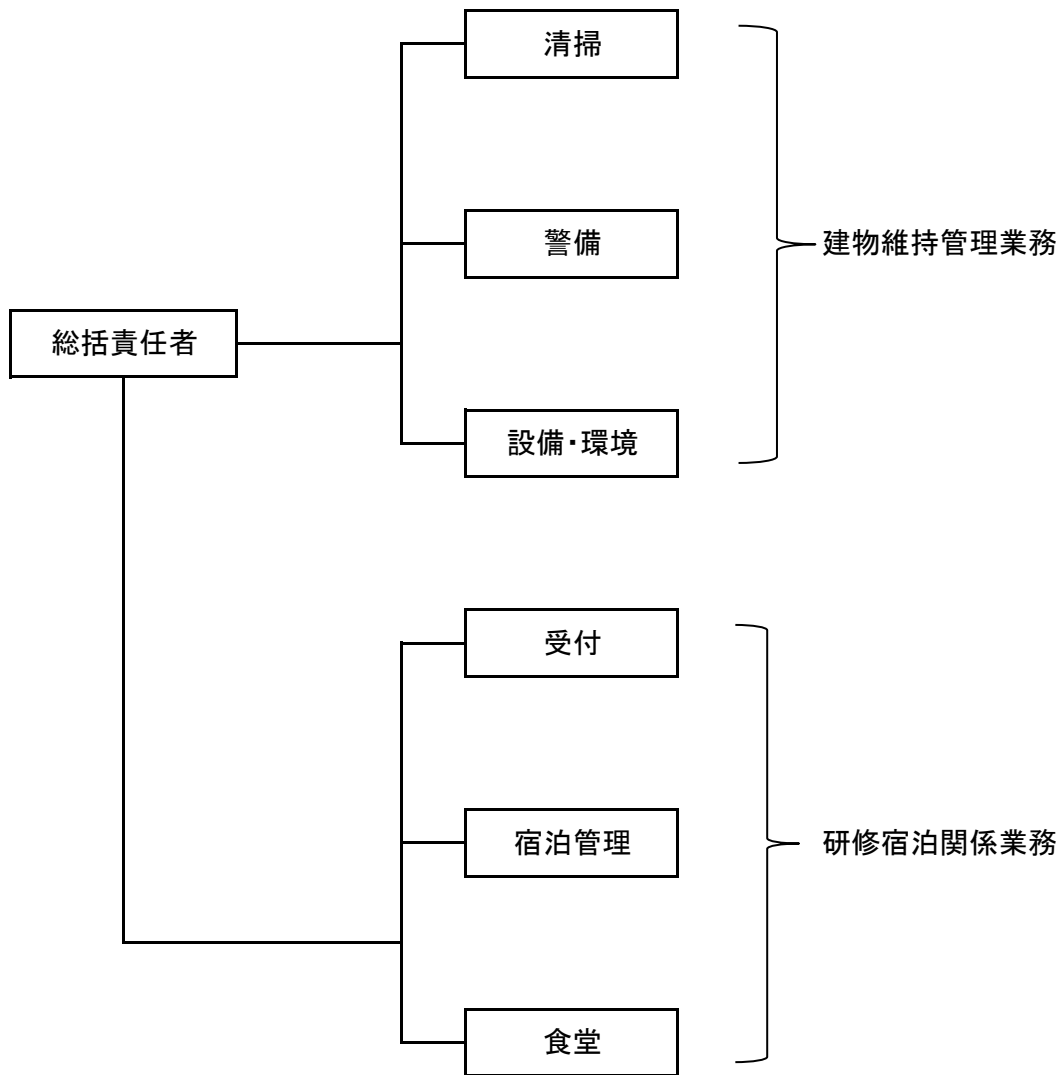 清掃
警備
建物維持管理業務
総括責任者
設備・環境
受付
宿泊管理
研修宿泊関係業務
食堂